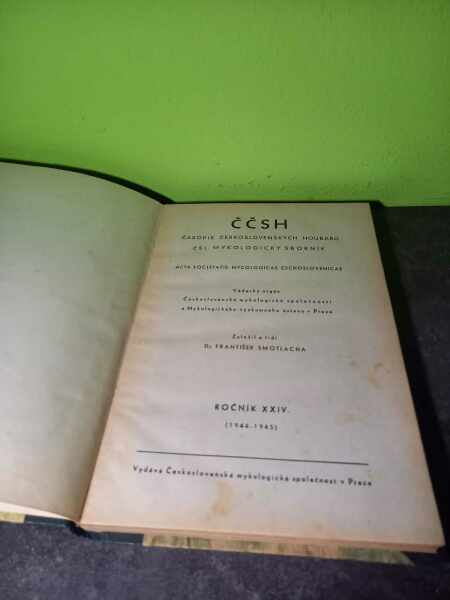 ČČSH
ČASOPIS ČESKOSLOVENSKÝCH HOUBAŘŮ
ČSL. MYKOLOGICKÝ SBORNÍK
ACTA SOCIETATIS MYCOLOGICAE ČECHOSLOVENICAE
Vědecký orgán
Československé mykologické společnosti
a Mykologického výzkumného ústavu v Praze
Založil a řídí
Dr FRANTIŠEK SMOTLACHA
ROČNÍK XXIV.
(1944-1945)
Vydává Československá mykologická společnost v Praze